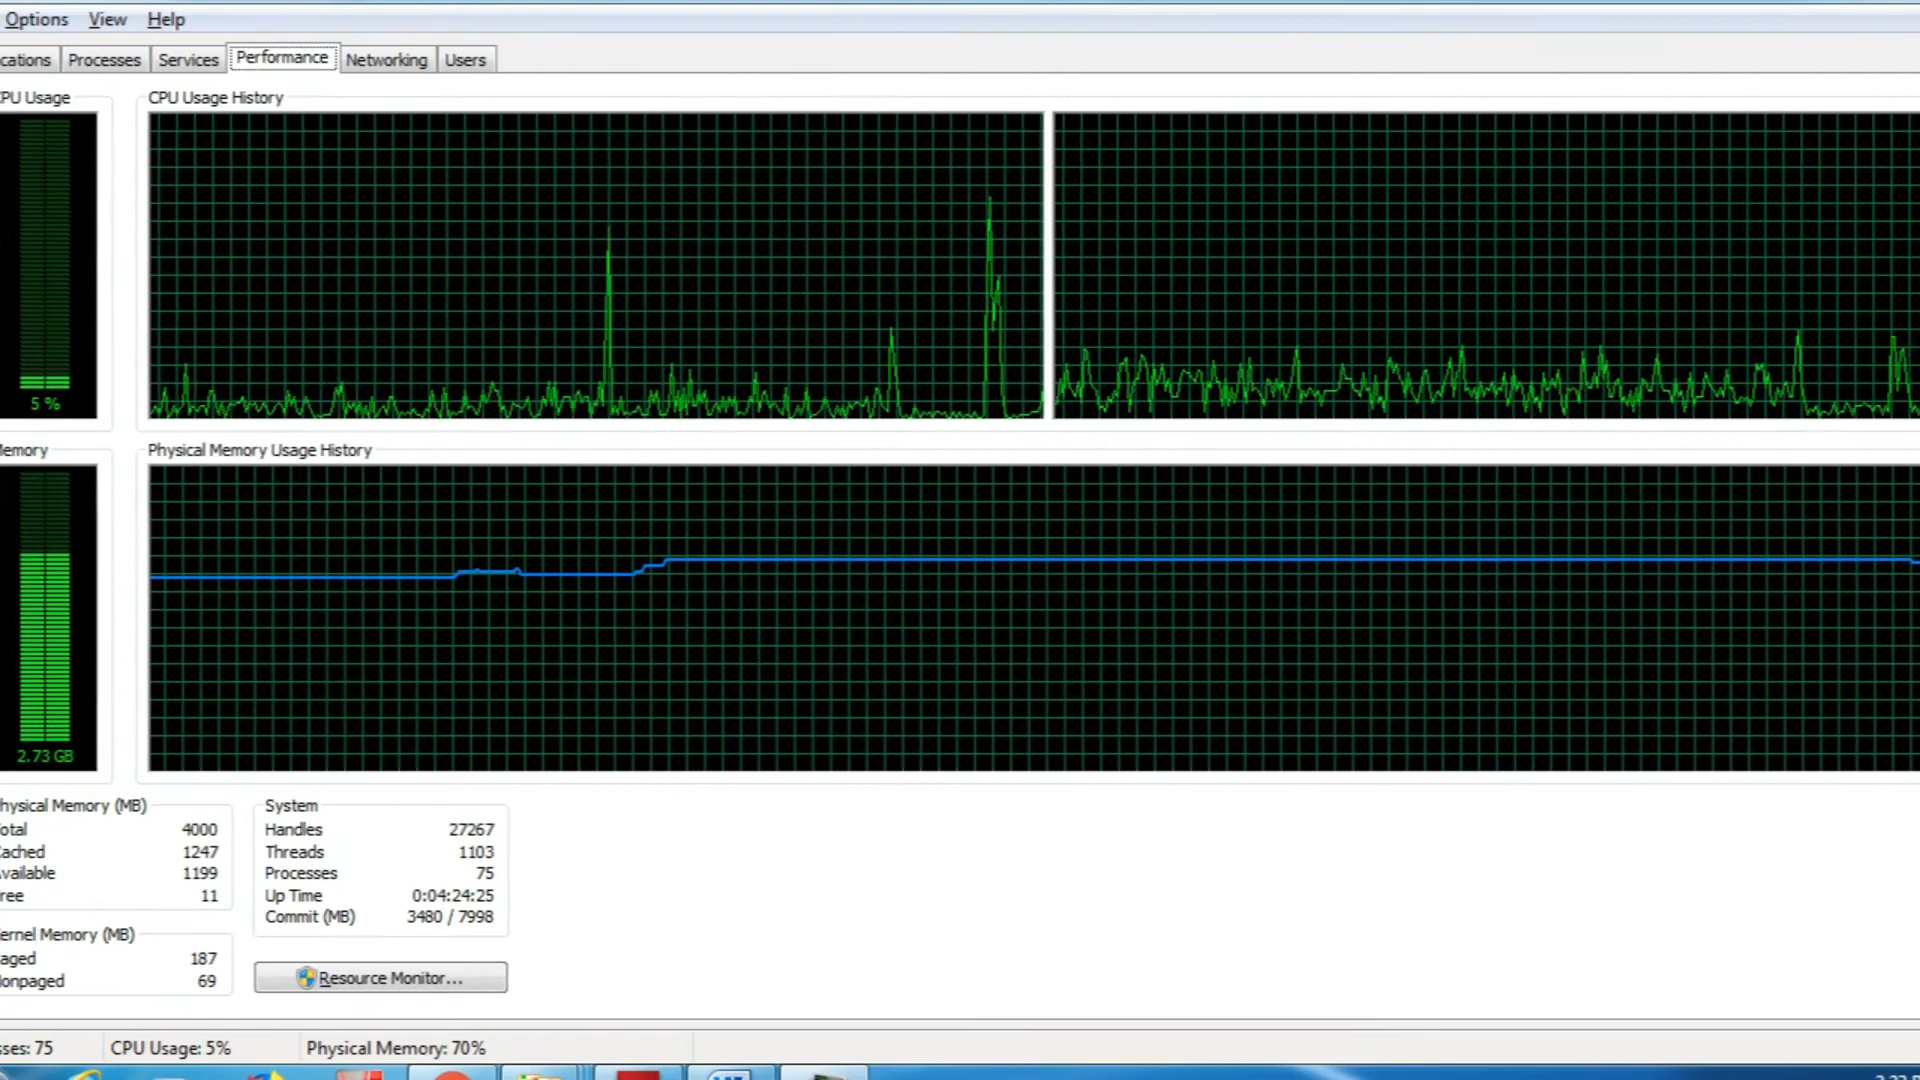 Options View Help
cations Processes Services Performance Networking Users
CPU Usage CPU Usage History
5 %
Memory Physical Memory Usage History
2.73 GB
hysical Memory (MB)
otal 4000
ached 1247
vailable 1199
ree 11
ernel Memory (MB)
aged 187
onpaged 69
System
Handles 27267
Threads 1103
Processes 75
Up Time 0:04:24:25
Commit (MB) 3480 / 7998
Resource Monitor...
sses: 75 CPU Usage: 5% Physical Memory: 70%